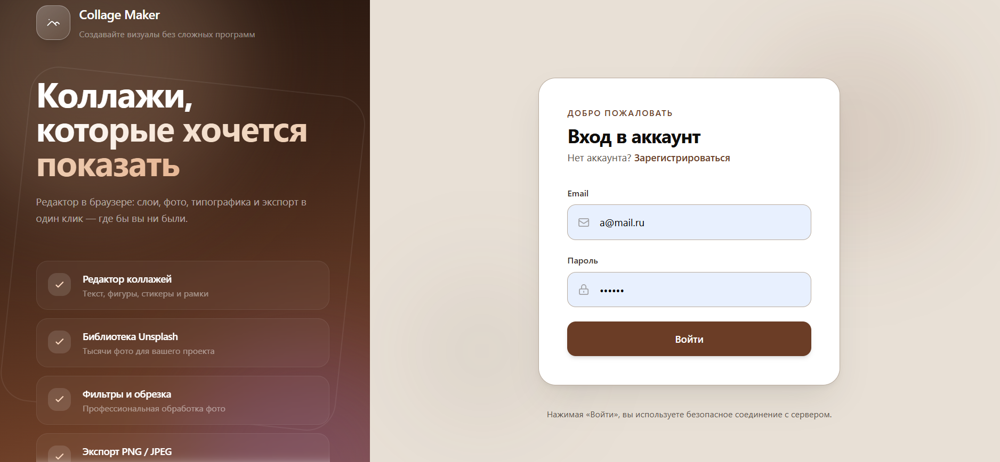 Collage Maker
Создавайте визуалы без сложных программ
Коллажи,
которые хочется
показать
Редактор в браузере: слои, фото, типографика и экспорт в
один клик — где бы вы ни были.
Редактор коллажей
Текст, фигуры, стикеры и рамки
Библиотека Unsplash
Тысячи фото для вашего проекта
Фильтры и обрезка
Профессиональная обработка фото
Экспорт PNG / JPEG
ДОБРО ПОЖАЛОВАТЬ
Вход в аккаунт
Нет аккаунта? Зарегистрироваться
Email
a@mail.ru
Пароль
••••••
Войти
Нажимая «Войти», вы используете безопасное соединение с сервером.